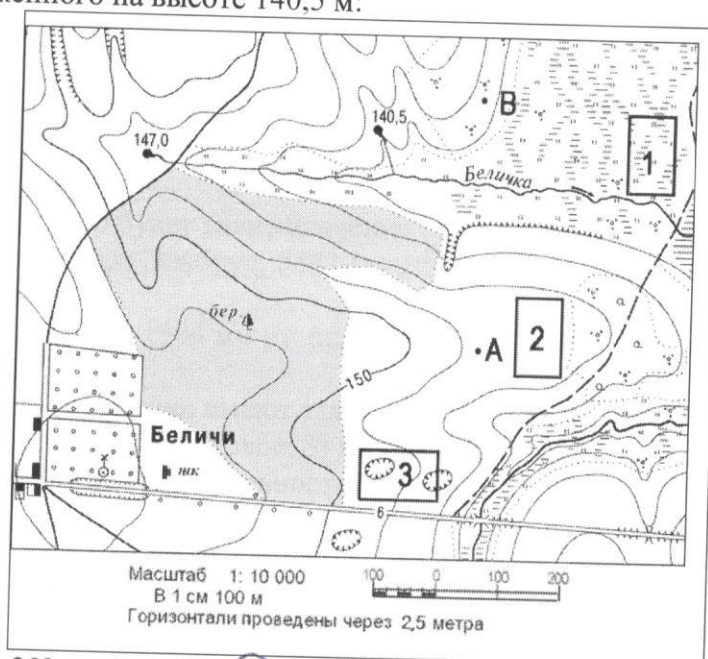 женного на высоте 140,5 м.
В
140,5
147,0
1
Беличка
бер
А
2
150
Беличи
шк
3
6
Масштаб 1: 10 000
В 1 см 100 м
100 0 100 200
Горизонтали проведены через 2,5 метра